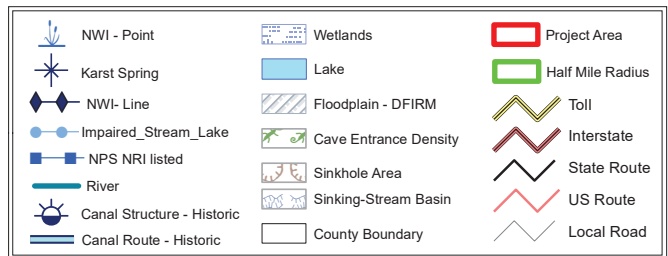 NWI - Point
Karst Spring
NWI- Line
Impaired_Stream_Lake
NPS NRI listed
River
Canal Structure - Historic
Canal Route - Historic
Wetlands
Lake
Floodplain - DFIRM
Cave Entrance Density
Sinkhole Area
Sinking-Stream Basin
County Boundary
Project Area
Half Mile Radius
Toll
Interstate
State Route
US Route
Local Road